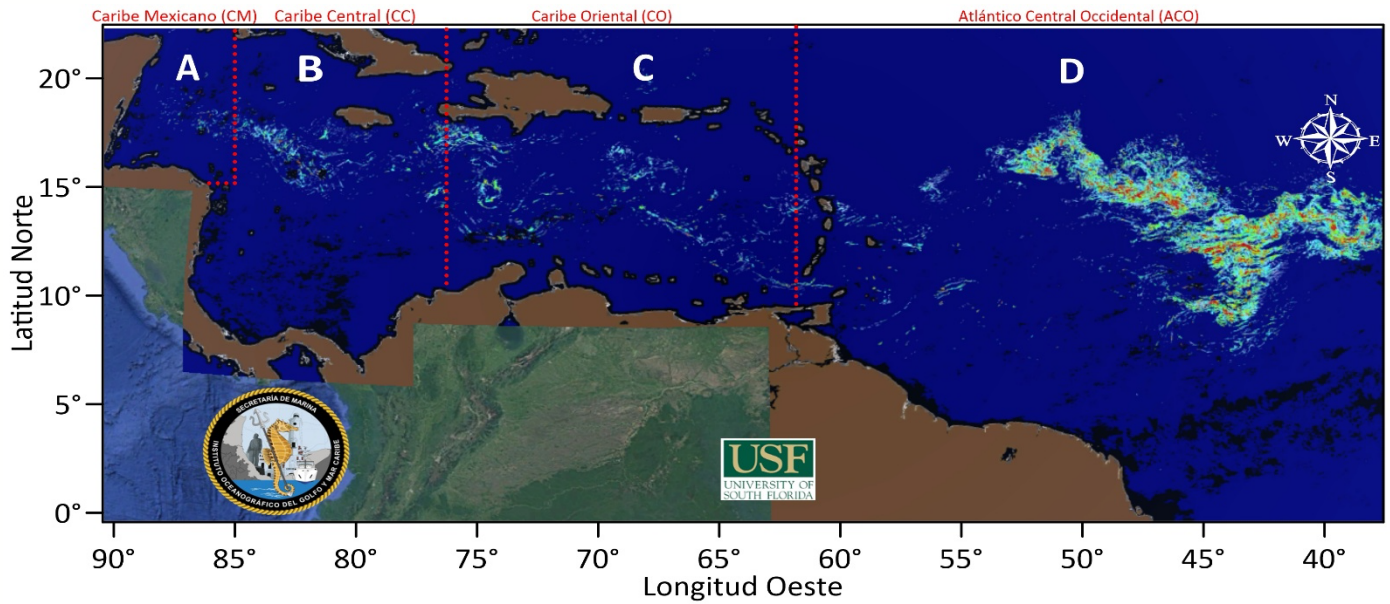 Caribe Mexicano (CM)
Caribe Central (CC)
Caribe Oriental (CO)
Atlántico Central Occidental (ACO)
A
B
C
D
N
W
E
S
Latitud Norte
20°
15°
10°
5°
0°
SECRETARÍA DE MARINA
INSTITUTO OCEANOGRÁFICO DEL GOLFO Y MAR CARIBE
USF
UNIVERSITY OF
SOUTH FLORIDA
90°
85°
80°
75°
70°
65°
60°
55°
50°
45°
40°
Longitud Oeste